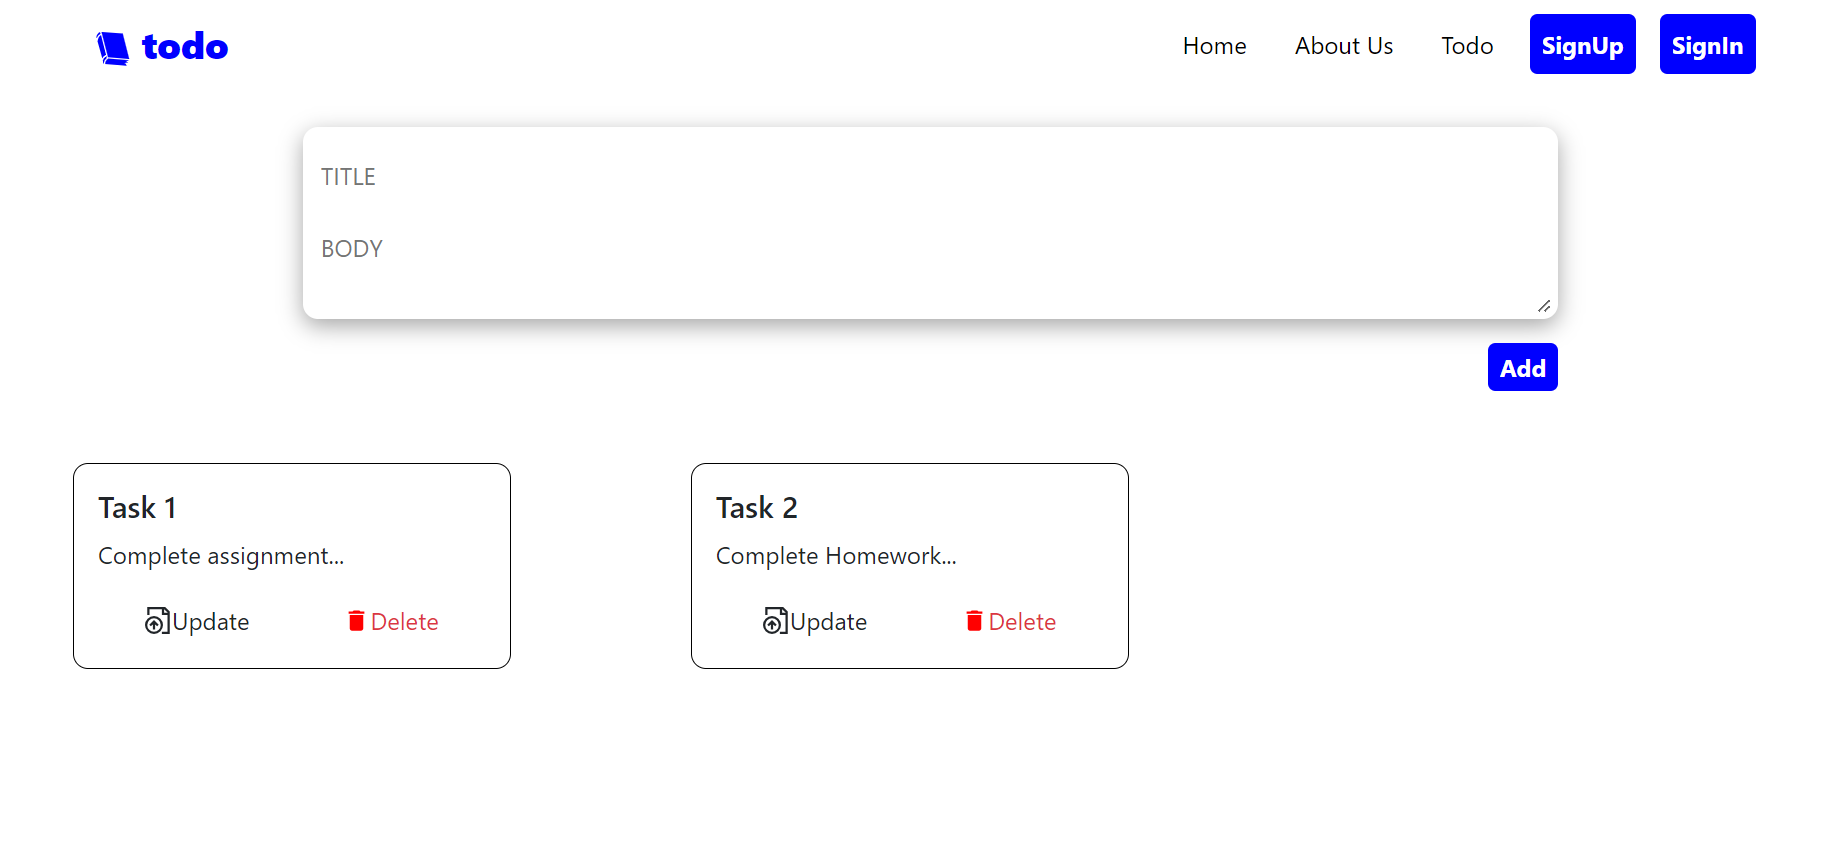 todo Home About Us Todo SignUp SignIn
TITLE
BODY
Add
Task 1
Complete assignment...
Update Delete
Task 2
Complete Homework...
Update Delete